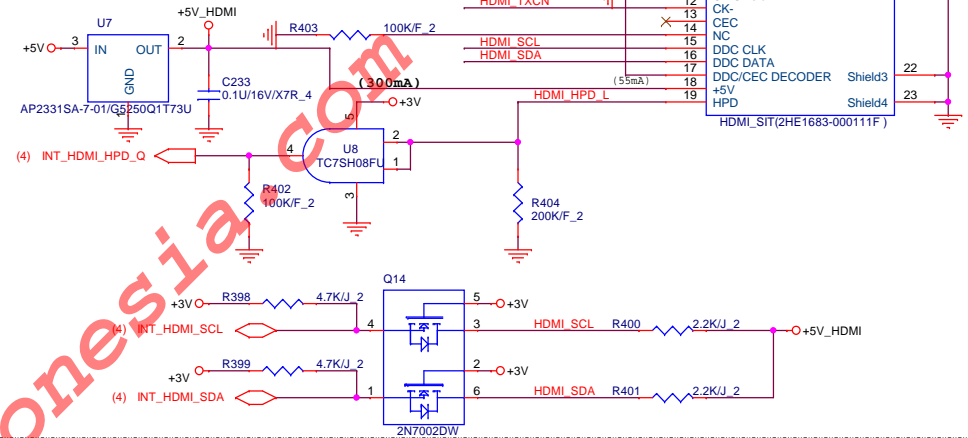 HDMI_TXCN
12 CK-
13 CEC
14 NC
HDMI_SCL 15 DDC CLK
HDMI_SDA 16 DDC DATA
17 DDC/CEC DECODER
(55mA) 18 +5V
HDMI_HPD_L 19 HPD
Shield3 22
Shield4 23
HDMI_SIT(2HE1683-000111F )
+5V_HDMI
U7
+5V 3 IN OUT 2
GND
1
AP2331SA-7-01/G5250Q1T73U
C233
0.1U/16V/X7R_4
R403 100K/F_2
(300mA)
+3V
5
U8
TC7SH08FU
2
1
4
3
(4) INT_HDMI_HPD_Q
R402
100K/F_2
R404
200K/F_2
Q14
+3V R398 4.7K/J_2
5 +3V
(4) INT_HDMI_SCL 4
3 HDMI_SCL R400 2.2K/J_2 +5V_HDMI
+3V R399 4.7K/J_2
2 +3V
(4) INT_HDMI_SDA 1
6 HDMI_SDA R401 2.2K/J_2
2N7002DW
onesia.com